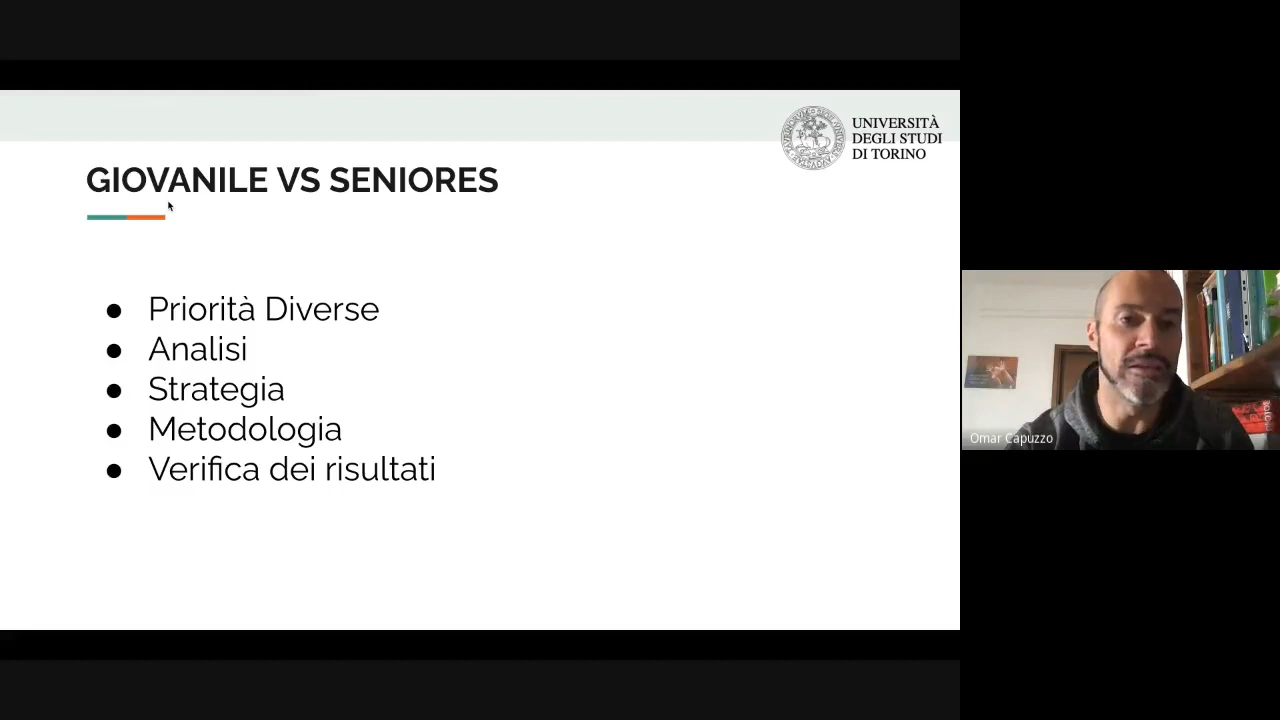 UNIVERSITÀ
DEGLI STUDI
DI TORINO
GIOVANILE VS SENIORES
● Priorità Diverse
● Analisi
● Strategia
● Metodologia
● Verifica dei risultati
Omar Capuzzo